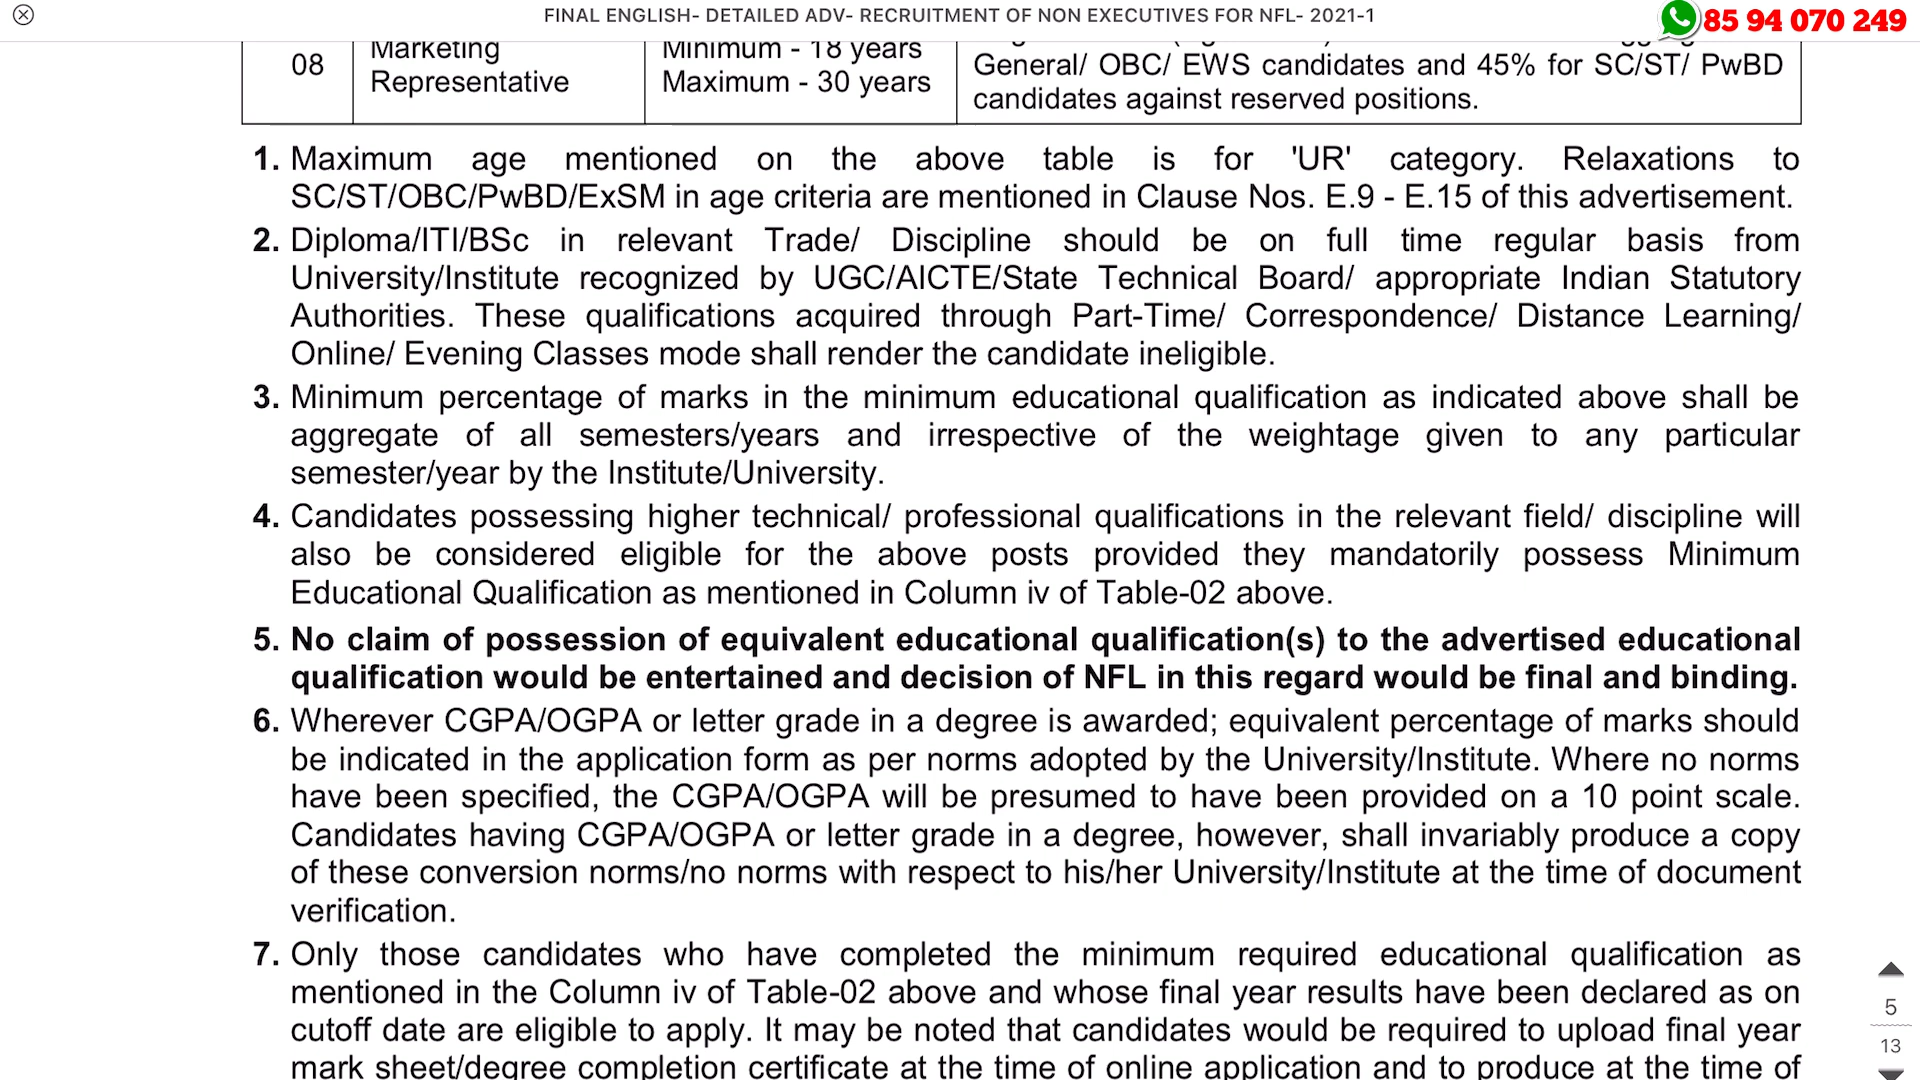 FINAL ENGLISH- DETAILED ADV- RECRUITMENT OF NON EXECUTIVES FOR NFL- 2021-1
85 94 070 249
08
Marketing
Representative
Minimum - 18 years
Maximum - 30 years
General/ OBC/ EWS candidates and 45% for SC/ST/ PwBD
candidates against reserved positions.
1. Maximum age mentioned on the above table is for 'UR' category. Relaxations to
SC/ST/OBC/PwBD/ExSM in age criteria are mentioned in Clause Nos. E.9 - E.15 of this advertisement.
2. Diploma/ITI/BSc in relevant Trade/ Discipline should be on full time regular basis from
University/Institute recognized by UGC/AICTE/State Technical Board/ appropriate Indian Statutory
Authorities. These qualifications acquired through Part-Time/ Correspondence/ Distance Learning/
Online/ Evening Classes mode shall render the candidate ineligible.
3. Minimum percentage of marks in the minimum educational qualification as indicated above shall be
aggregate of all semesters/years and irrespective of the weightage given to any particular
semester/year by the Institute/University.
4. Candidates possessing higher technical/ professional qualifications in the relevant field/ discipline will
also be considered eligible for the above posts provided they mandatorily possess Minimum
Educational Qualification as mentioned in Column iv of Table-02 above.
5. No claim of possession of equivalent educational qualification(s) to the advertised educational
qualification would be entertained and decision of NFL in this regard would be final and binding.
6. Wherever CGPA/OGPA or letter grade in a degree is awarded; equivalent percentage of marks should
be indicated in the application form as per norms adopted by the University/Institute. Where no norms
have been specified, the CGPA/OGPA will be presumed to have been provided on a 10 point scale.
Candidates having CGPA/OGPA or letter grade in a degree, however, shall invariably produce a copy
of these conversion norms/no norms with respect to his/her University/Institute at the time of document
verification.
7. Only those candidates who have completed the minimum required educational qualification as
mentioned in the Column iv of Table-02 above and whose final year results have been declared as on
cutoff date are eligible to apply. It may be noted that candidates would be required to upload final year
mark sheet/degree completion certificate at the time of online application and to produce at the time of
5
13